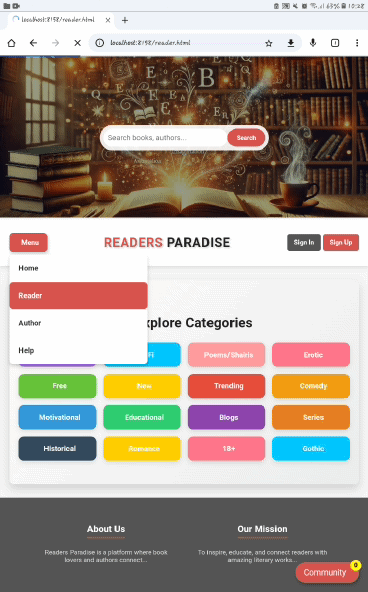 63% 10:28
localhost:8158/reader.html
localhost:8158/reader.html
Search books, authors...
Search
Menu
READERS PARADISE
Sign In
Sign Up
Home
Reader
Author
Help
xplore Categories
Fi
Poems/Shairis
Erotic
Free
New
Trending
Comedy
Motivational
Educational
Blogs
Series
Historical
Romance
18+
Gothic
About Us
Our Mission
Readers Paradise is a platform where book
lovers and authors connect...
To inspire, educate, and connect readers with
amazing literary works...
Community
0